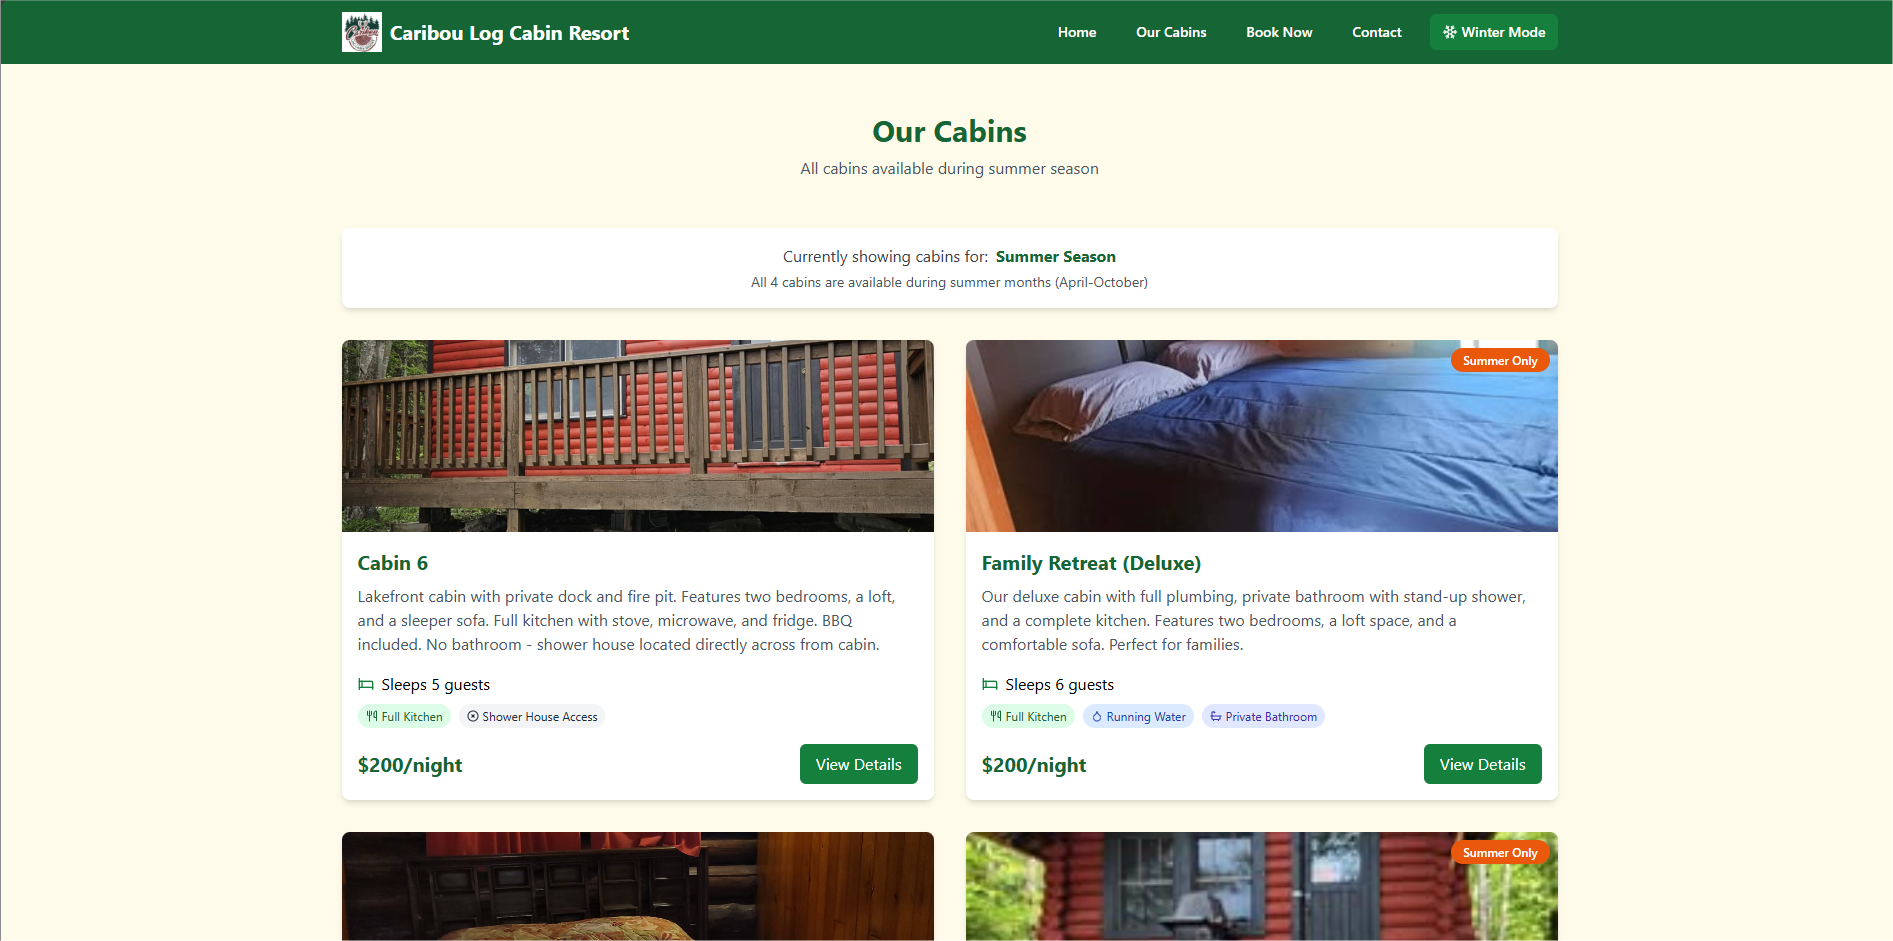 Caribou Log Cabin Resort
Home
Our Cabins
Book Now
Contact
Winter Mode
Our Cabins
All cabins available during summer season
Currently showing cabins for: Summer Season
All 4 cabins are available during summer months (April-October)
Cabin 6
Lakefront cabin with private dock and fire pit. Features two bedrooms, a loft,
and a sleeper sofa. Full kitchen with stove, microwave, and fridge. BBQ
included. No bathroom - shower house located directly across from cabin.
Sleeps 5 guests
Full Kitchen
Shower House Access
$200/night
View Details
Summer Only
Family Retreat (Deluxe)
Our deluxe cabin with full plumbing, private bathroom with stand-up shower,
and a complete kitchen. Features two bedrooms, a loft space, and a
comfortable sofa. Perfect for families.
Sleeps 6 guests
Full Kitchen
Running Water
Private Bathroom
$200/night
View Details
Summer Only